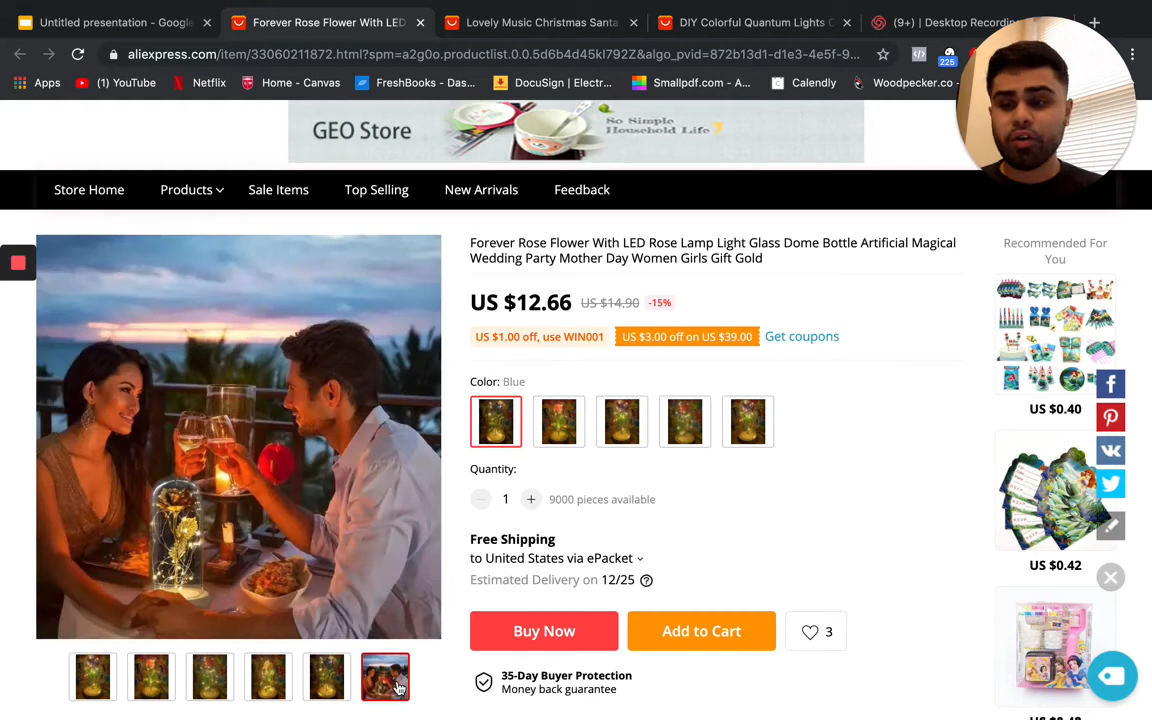 Untitled presentation - Google
Forever Rose Flower With LED
Lovely Music Christmas Santa
DIY Colorful Quantum Lights C
(9+) | Desktop Recording
aliexpress.com/item/33060211872.html?spm=a2g0o.productlist.0.0.5d6b4d45kI792Z&algo_pvid=872b13d1-d1e3-4e5f-9...
225
Apps
(1) YouTube
Netflix
Home - Canvas
FreshBooks - Das...
DocuSign | Electr...
Smallpdf.com - A...
Calendly
Woodpecker.co
GEO Store
So Simple
Household Life
Store Home
Products
Sale Items
Top Selling
New Arrivals
Feedback
Forever Rose Flower With LED Rose Lamp Light Glass Dome Bottle Artificial Magical
Wedding Party Mother Day Women Girls Gift Gold
US $12.66 US $14.90 -15%
US $1.00 off, use WIN001
US $3.00 off on US $39.00
Get coupons
Color: Blue
Quantity:
1
9000 pieces available
Free Shipping
to United States via ePacket
Estimated Delivery on 12/25
Buy Now
Add to Cart
3
35-Day Buyer Protection
Money back guarantee
Recommended For
You
US $0.40
US $0.42